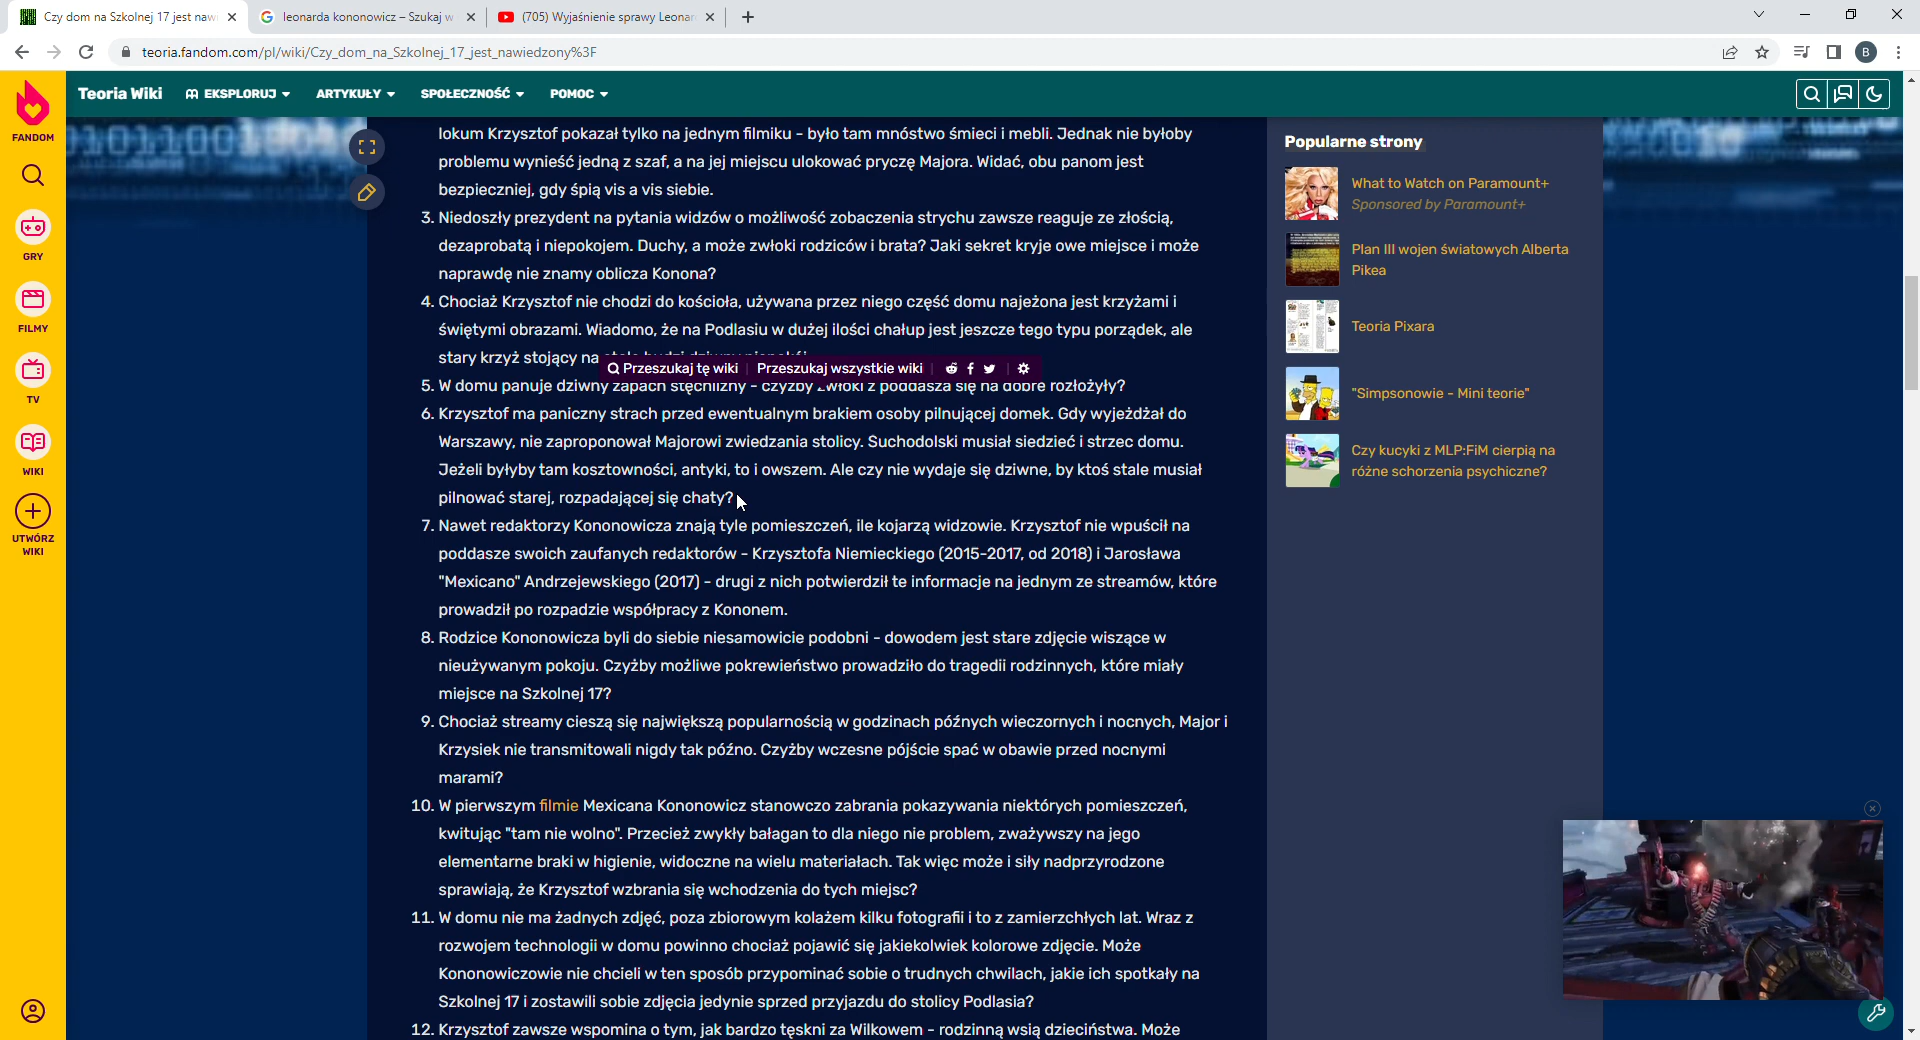 Czy dom na Szkolnej 17 jest naw
leonarda kononowicz – Szukaj w
(705) Wyjaśnienie sprawy Leonar
teoria.fandom.com/pl/wiki/Czy_dom_na_Szkolnej_17_jest_nawiedzony%3F
B
FANDOM
GRY
FILMY
TV
WIKI
UTWÓRZ
WIKI
Teoria Wiki
EKSPLORUJ
ARTYKUŁY
SPOŁECZNOŚĆ
POMOC
lokum Krzysztof pokazał tylko na jednym filmiku - było tam mnóstwo śmieci i mebli. Jednak nie byłoby
problemu wynieść jedną z szaf, a na jej miejscu ulokować pryczę Majora. Widać, obu panom jest
bezpieczniej, gdy śpią vis a vis siebie.
3. Niedoszły prezydent na pytania widzów o możliwość zobaczenia strychu zawsze reaguje ze złością,
dezaprobatą i niepokojem. Duchy, a może zwłoki rodziców i brata? Jaki sekret kryje owe miejsce i może
naprawdę nie znamy oblicza Konona?
4. Chociaż Krzysztof nie chodzi do kościoła, używana przez niego część domu najeżona jest krzyżami i
świętymi obrazami. Wiadomo, że na Podlasiu w dużej ilości chałup jest jeszcze tego typu porządek, ale
stary krzyż stojący na
Przeszukaj tę wiki
Przeszukaj wszystkie wiki
5. W domu panuje dziwny zapach stęchlizny - czyżby zwłoki z poddasza się na dobre rozłożyły?
6. Krzysztof ma paniczny strach przed ewentualnym brakiem osoby pilnującej domek. Gdy wyjeżdżał do
Warszawy, nie zaproponował Majorowi zwiedzania stolicy. Suchodolski musiał siedzieć i strzec domu.
Jeżeli byłyby tam kosztowności, antyki, to i owszem. Ale czy nie wydaje się dziwne, by ktoś stale musiał
pilnować starej, rozpadającej się chaty?
7. Nawet redaktorzy Kononowicza znają tyle pomieszczeń, ile kojarzą widzowie. Krzysztof nie wpuścił na
poddasze swoich zaufanych redaktorów - Krzysztofa Niemieckiego (2015-2017, od 2018) i Jarosława
"Mexicano" Andrzejewskiego (2017) - drugi z nich potwierdził te informacje na jednym ze streamów, które
prowadził po rozpadzie współpracy z Kononem.
8. Rodzice Kononowicza byli do siebie niesamowicie podobni - dowodem jest stare zdjęcie wiszące w
nieużywanym pokoju. Czyżby możliwe pokrewieństwo prowadziło do tragedii rodzinnych, które miały
miejsce na Szkolnej 17?
9. Chociaż streamy cieszą się największą popularnością w godzinach późnych wieczornych i nocnych, Major i
Krzysiek nie transmitowali nigdy tak późno. Czyżby wczesne pójście spać w obawie przed nocnymi
marami?
10. W pierwszym filmie Mexicana Kononowicz stanowczo zabrania pokazywania niektórych pomieszczeń,
kwitując "tam nie wolno". Przecież zwykły bałagan to dla niego nie problem, zważywszy na jego
elementarne braki w higienie, widoczne na wielu materiałach. Tak więc może i siły nadprzyrodzone
sprawiają, że Krzysztof wzbrania się wchodzenia do tych miejsc?
11. W domu nie ma żadnych zdjęć, poza zbiorowym kolażem kilku fotografii i to z zamierzchłych lat. Wraz z
rozwojem technologii w domu powinno chociaż pojawić się jakiekolwiek kolorowe zdjęcie. Może
Kononowiczowie nie chcieli w ten sposób przypominać sobie o trudnych chwilach, jakie ich spotkały na
Szkolnej 17 i zostawili sobie zdjęcia jedynie sprzed przyjazdu do stolicy Podlasia?
12. Krzysztof zawsze wspomina o tym, jak bardzo tęskni za Wilkowem - rodzinną wsią dzieciństwa. Może
Popularne strony
What to Watch on Paramount+
Sponsored by Paramount+
Plan III wojen światowych Alberta
Pikea
Teoria Pixara
"Simpsonowie - Mini teorie"
Czy kucyki z MLP:FiM cierpią na
różne schorzenia psychiczne?